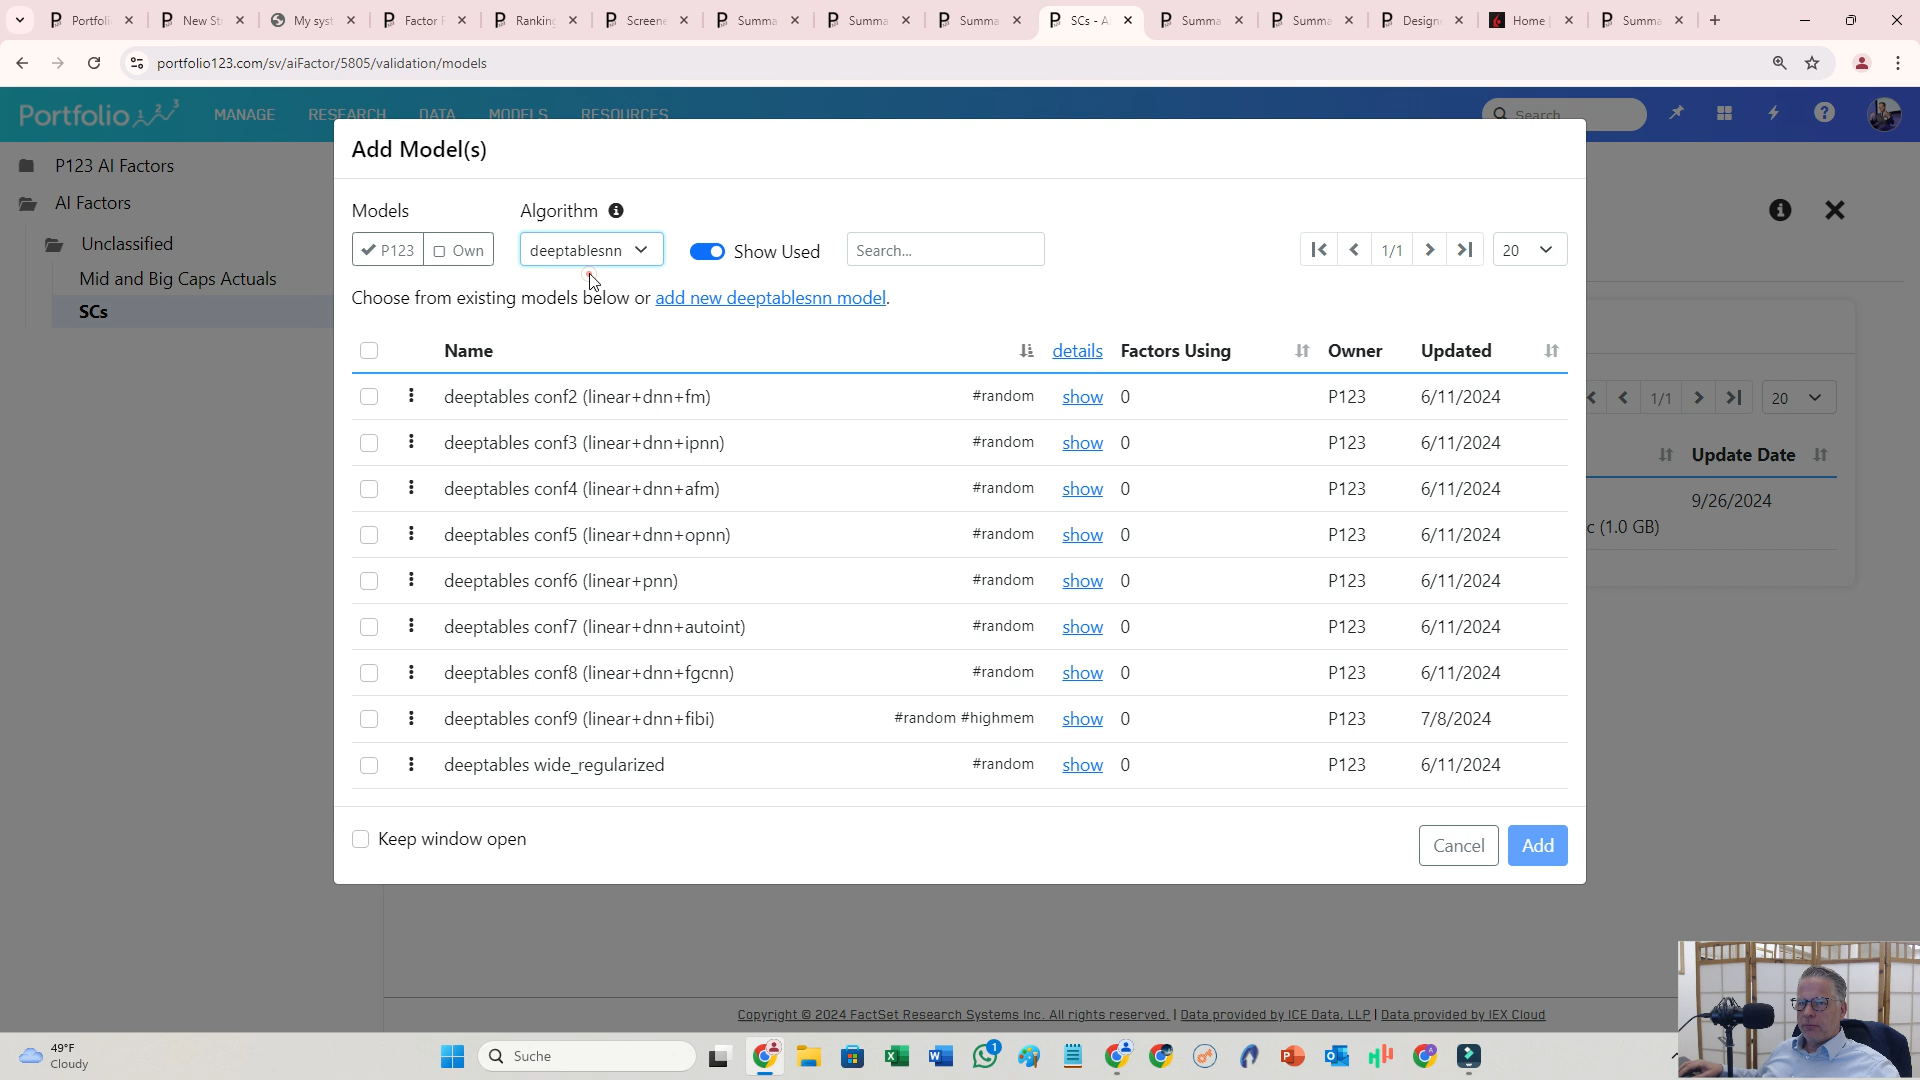 Portfoli
New St
My syst
Factor F
Ranking
Screene
Summa
Summa
Summa
SCs - A
Summa
Summa
Design
Home
Summa
portfolio123.com/sv/aiFactor/5805/validation/models
Portfolio123
MANAGE
RESEARCH
DATA
MODELS
RESOURCES
Search
P123 AI Factors
AI Factors
Unclassified
Mid and Big Caps Actuals
SCs
Add Model(s)
Models
Algorithm
P123
Own
deeptablesnn
Show Used
Search...
1/1
20
Choose from existing models below or add new deeptablesnn model.
Name details Factors Using Owner Updated
deeptables conf2 (linear+dnn+fm) #random show 0 P123 6/11/2024
deeptables conf3 (linear+dnn+ipnn) #random show 0 P123 6/11/2024
deeptables conf4 (linear+dnn+afm) #random show 0 P123 6/11/2024
deeptables conf5 (linear+dnn+opnn) #random show 0 P123 6/11/2024
deeptables conf6 (linear+pnn) #random show 0 P123 6/11/2024
deeptables conf7 (linear+dnn+autoint) #random show 0 P123 6/11/2024
deeptables conf8 (linear+dnn+fgcnn) #random show 0 P123 6/11/2024
deeptables conf9 (linear+dnn+fibi) #random #highmem show 0 P123 7/8/2024
deeptables wide_regularized #random show 0 P123 6/11/2024
Keep window open
Cancel
Add
1/1
20
Update Date
9/26/2024
c (1.0 GB)
Copyright © 2024 FactSet Research Systems Inc. All rights reserved. | Data provided by ICE Data, LLP | Data provided by IEX Cloud
49°F
Cloudy
Suche
1